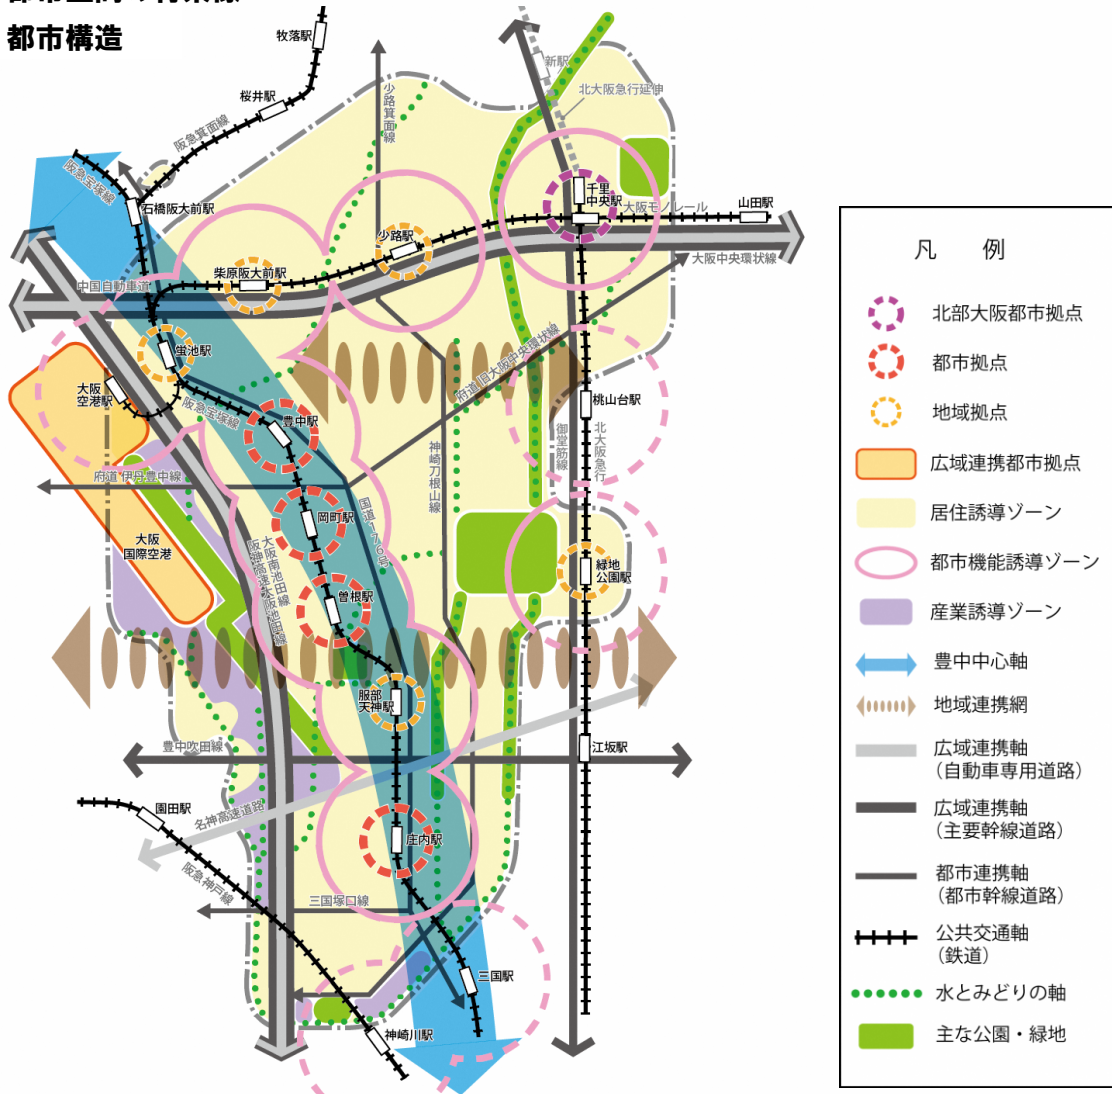 都市構造
牧落駅
新駅
桜井駅
少路箕面線
北大阪急行延伸
阪急箕面線
阪急宝塚線
石橋阪大前駅
千里
中央駅
大阪モノレール
山田駅
少路駅
柴原阪大前駅
大阪中央環状線
中国自動車道
蛍池駅
府道 旧大阪中央環状線
大阪
空港駅
阪急宝塚線
豊中駅
桃山台駅
御堂筋線
北大阪急行
神崎刀根山線
府道 伊丹豊中線
国道176号
岡町駅
大阪
国際空港
大阪南池田線
阪神高速大阪池田線
緑地
公園駅
曽根駅
服部
天神駅
豊中吹田線
江坂駅
園田駅
名神高速道路
庄内駅
阪急神戸線
三国塚口線
三国駅
神崎川駅
凡 例
北部大阪都市拠点
都市拠点
地域拠点
広域連携都市拠点
居住誘導ゾーン
都市機能誘導ゾーン
産業誘導ゾーン
豊中中心軸
地域連携網
広域連携軸
(自動車専用道路)
広域連携軸
(主要幹線道路)
都市連携軸
(都市幹線道路)
公共交通軸
(鉄道)
水とみどりの軸
主な公園・緑地